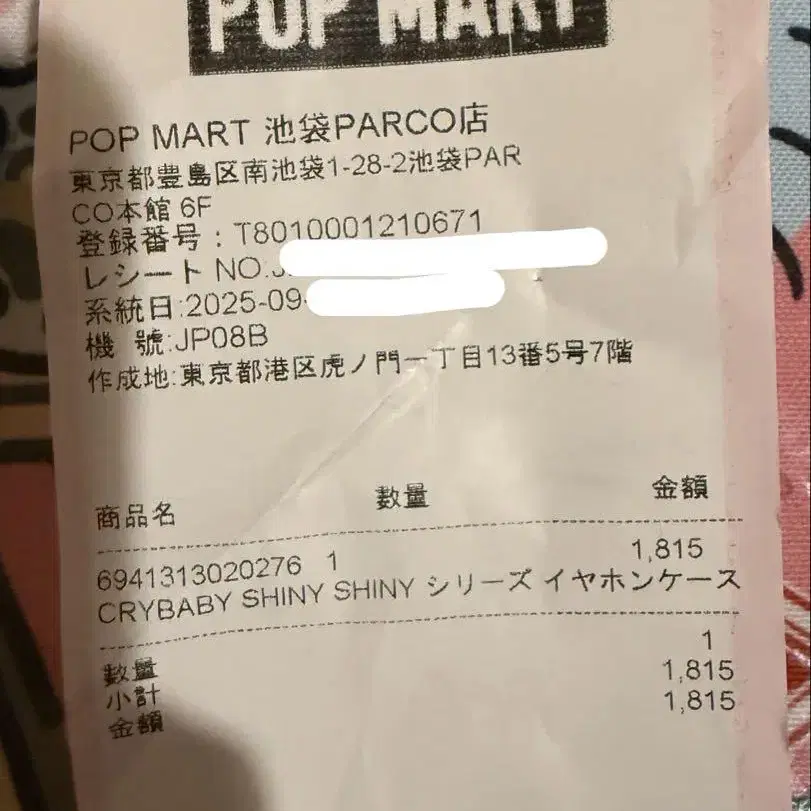 POP MART
POP MART 池袋PARCO店
東京都豊島区南池袋1-28-2池袋PAR
CO本館 6F
登録番号：T8010001210671
レシート NO.
系統日:2025-09
機 號:JP08B
作成地:東京都港区虎ノ門一丁目13番5号7階
商品名 数量 金額
6941313020276 1 1,815
CRYBABY SHINY SHINY シリーズ イヤホンケース
数量 1
小計 1,815
金額 1,815